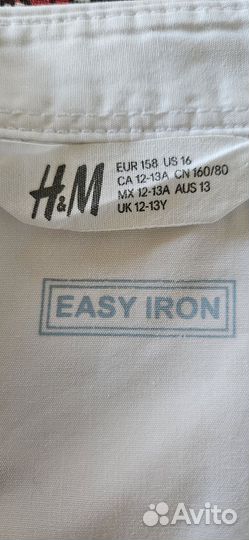 H&M
EUR 158 US 16
CA 12-13A CN 160/80
MX 12-13A AUS 13
UK 12-13Y
EASY IRON
Avito